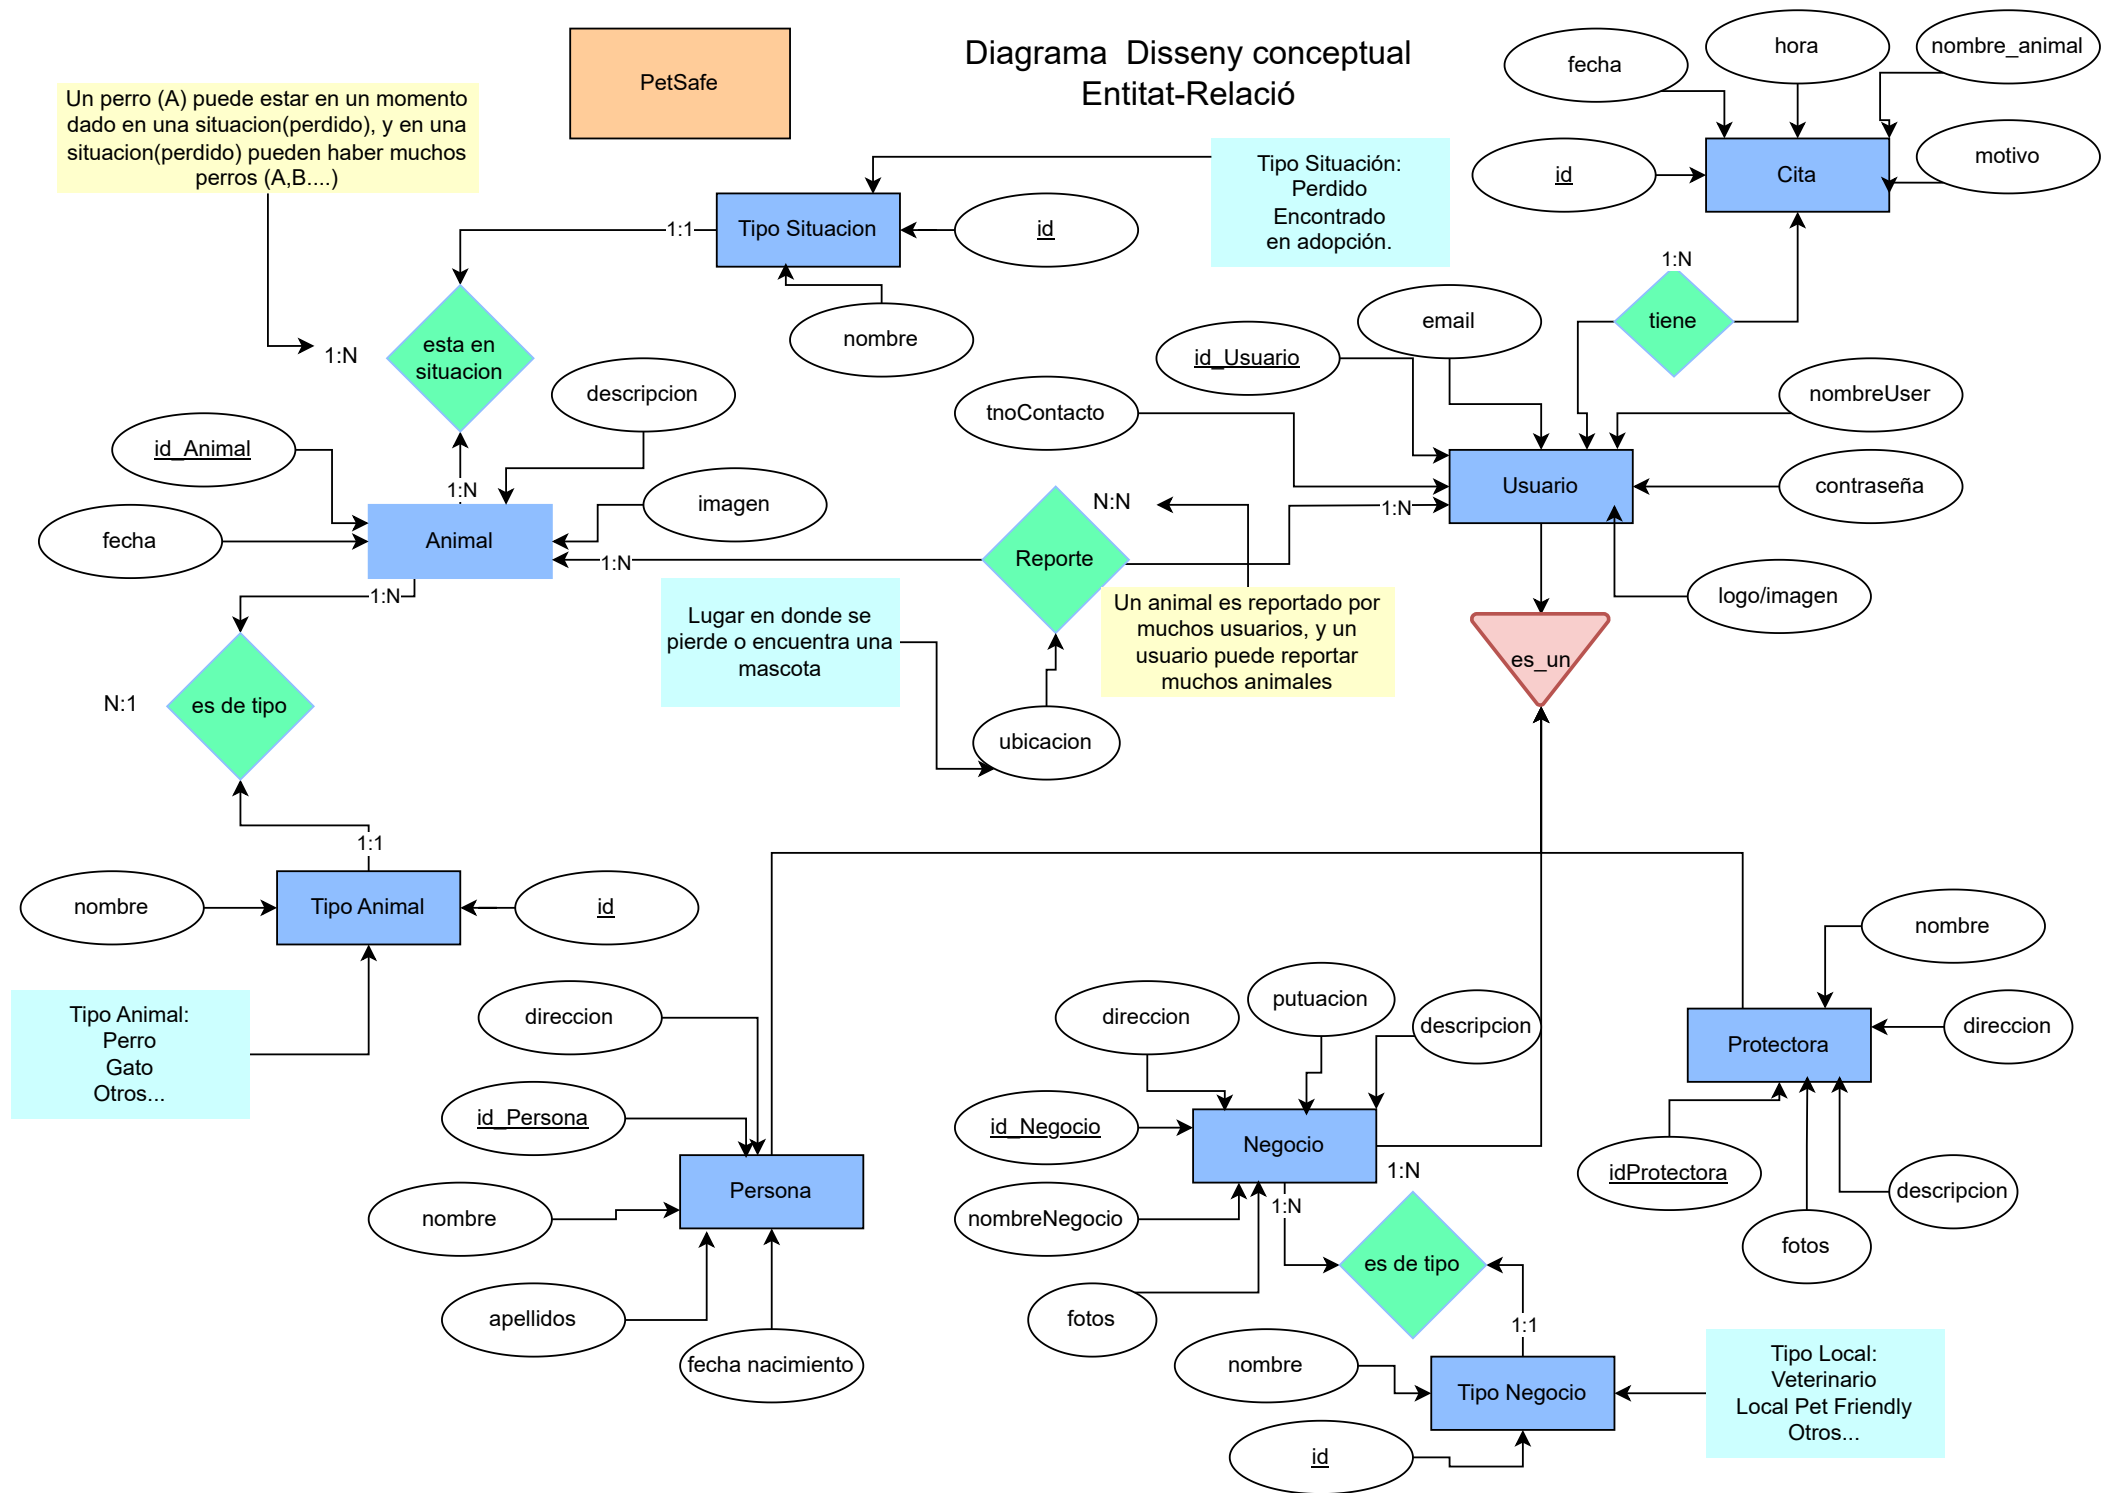 PetSafe
Diagrama  Disseny conceptual
Entitat-Relació
Un perro (A) puede estar en un momento
dado en una situacion(perdido), y en una
situacion(perdido) pueden haber muchos
perros (A,B....)
fecha
hora
nombre_animal
id
Cita
motivo
Tipo Situación:
Perdido
Encontrado
en adopción.
1:1
Tipo Situacion
id
nombre
1:N
tiene
1:N
esta en
situacion
descripcion
id_Usuario
email
tnoContacto
nombreUser
id_Animal
1:N
imagen
Usuario
contraseña
fecha
Animal
N:N
1:N
1:N
Reporte
1:N
logo/imagen
Lugar en donde se
pierde o encuentra una
mascota
Un animal es reportado por
muchos usuarios, y un
usuario puede reportar
muchos animales
es_un
N:1
es de tipo
ubicacion
1:1
nombre
Tipo Animal
id
Tipo Animal:
Perro
Gato
Otros...
direccion
id_Persona
Persona
nombre
apellidos
fecha nacimiento
direccion
putuacion
descripcion
id_Negocio
Negocio
1:N
nombreNegocio
1:N
fotos
es de tipo
1:1
nombre
Tipo Negocio
id
Tipo Local:
Veterinario
Local Pet Friendly
Otros...
nombre
direccion
Protectora
idProtectora
descripcion
fotos